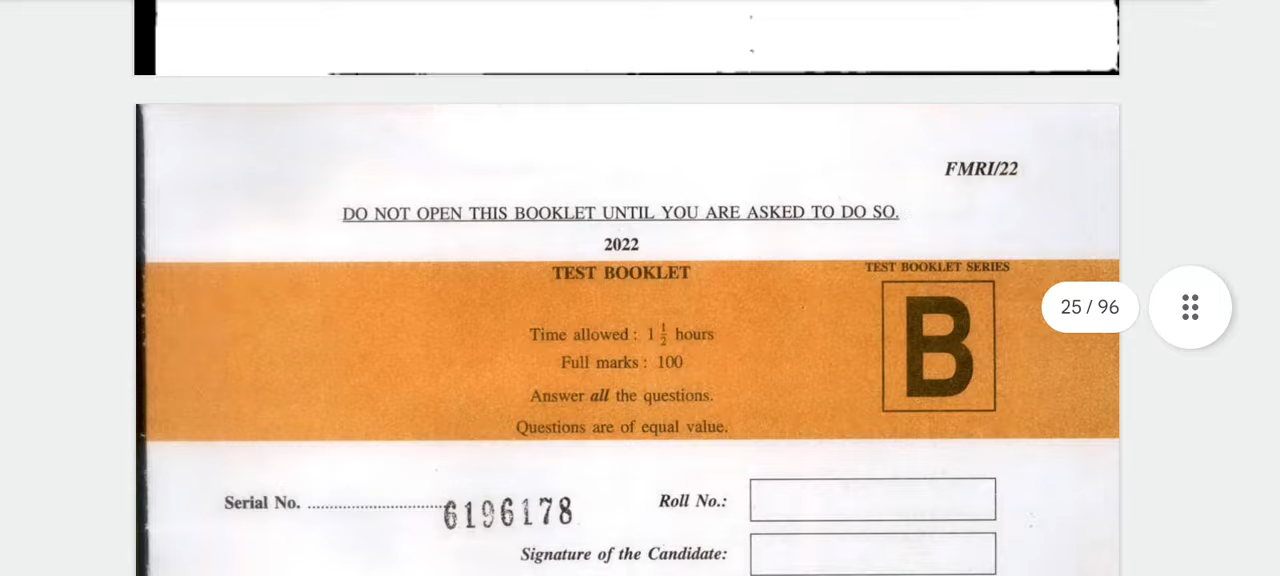 FMRI/22
DO NOT OPEN THIS BOOKLET UNTIL YOU ARE ASKED TO DO SO.
2022
TEST BOOKLET
TEST BOOKLET SERIES
B
Time allowed : 1 1/2 hours
Full marks : 100
Answer all the questions.
Questions are of equal value.
25 / 96
Serial No. ............................ 6196178
Roll No.:
Signature of the Candidate: